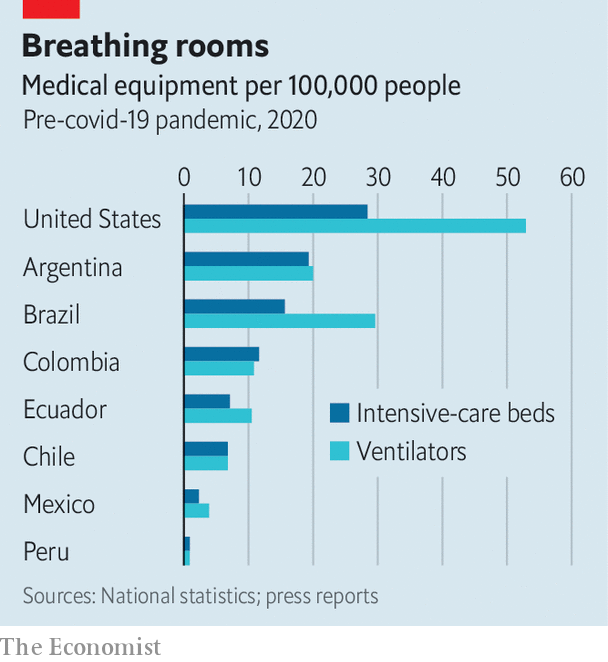 Breathing rooms
Medical equipment per 100,000 people
Pre-covid-19 pandemic, 2020
0 10 20 30 40 50 60
United States
Argentina
Brazil
Colombia
Ecuador
Chile
Mexico
Peru
Intensive-care beds
Ventilators
Sources: National statistics; press reports
The Economist